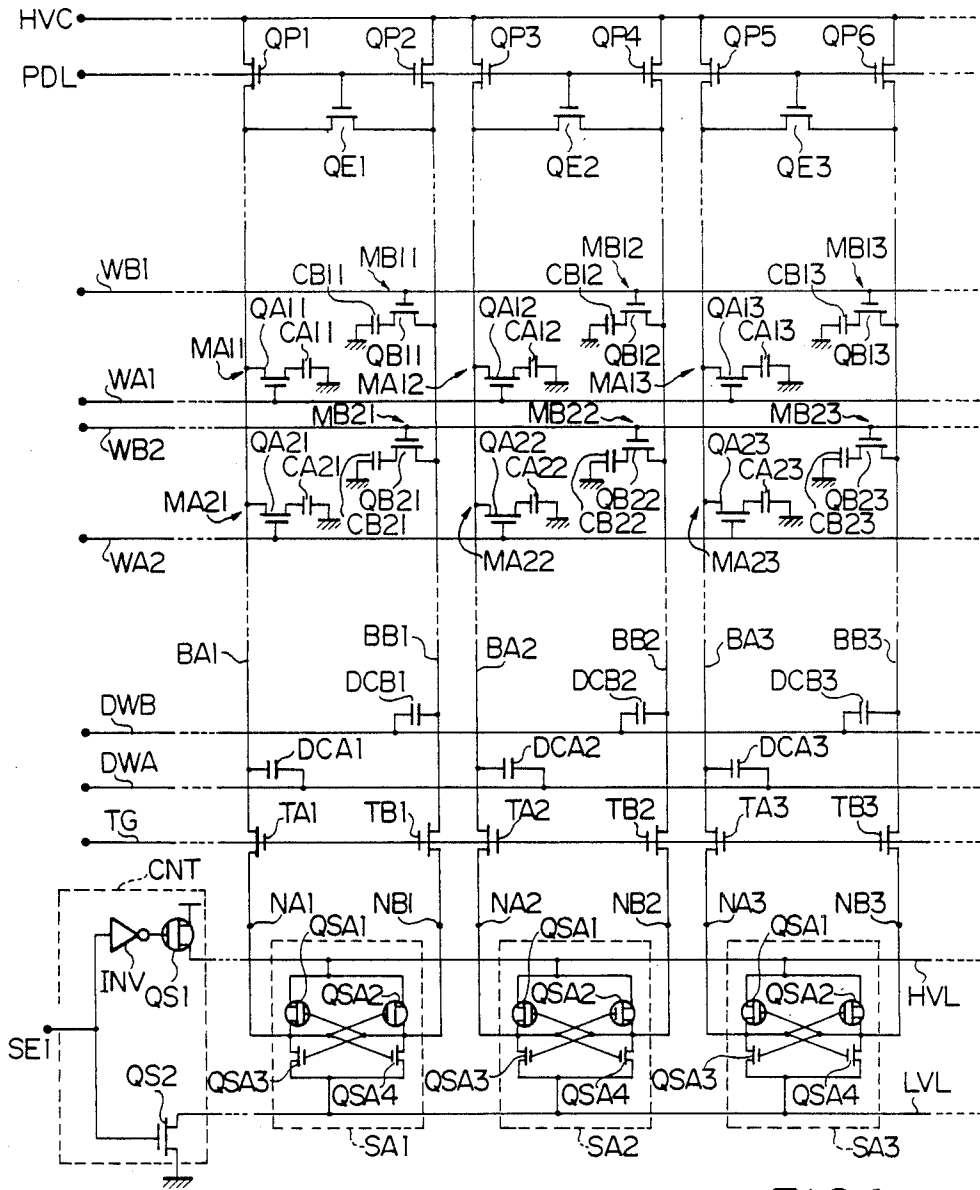 HVC
QP1 QP2 QP3 QP4 QP5 QP6
PDL
QE1 QE2 QE3
MB11 MB12 MB13
WB1 CB11 CB12 CB13
QA11 CA11 QA12 CA12 QA13 CA13
MA11 QB11 MA12 QB12 MA13 QB13
WA1
MB21 MB22 MB23
WB2 QA21 CA21 QA22 CA22 QA23 CA23
MA21 QB21 QB22 QB23
CB21 CB22 CB23
WA2 MA22 MA23
BA1 BB1 BA2 BB2 BA3 BB3
DCB1 DCB2 DCB3
DWB
DWA DCA1 DCA2 DCA3
TG TA1 TB1 TA2 TB2 TA3 TB3
CNT
NA1 NB1 NA2 NB2 NA3 NB3
QSA1 QSA1 QSA1
INV QS1 QSA2 QSA2 QSA2 HVL
SE1
QS2 QSA3 QSA4 QSA3 QSA4 QSA3 QSA4
LVL
SA1 SA2 SA3